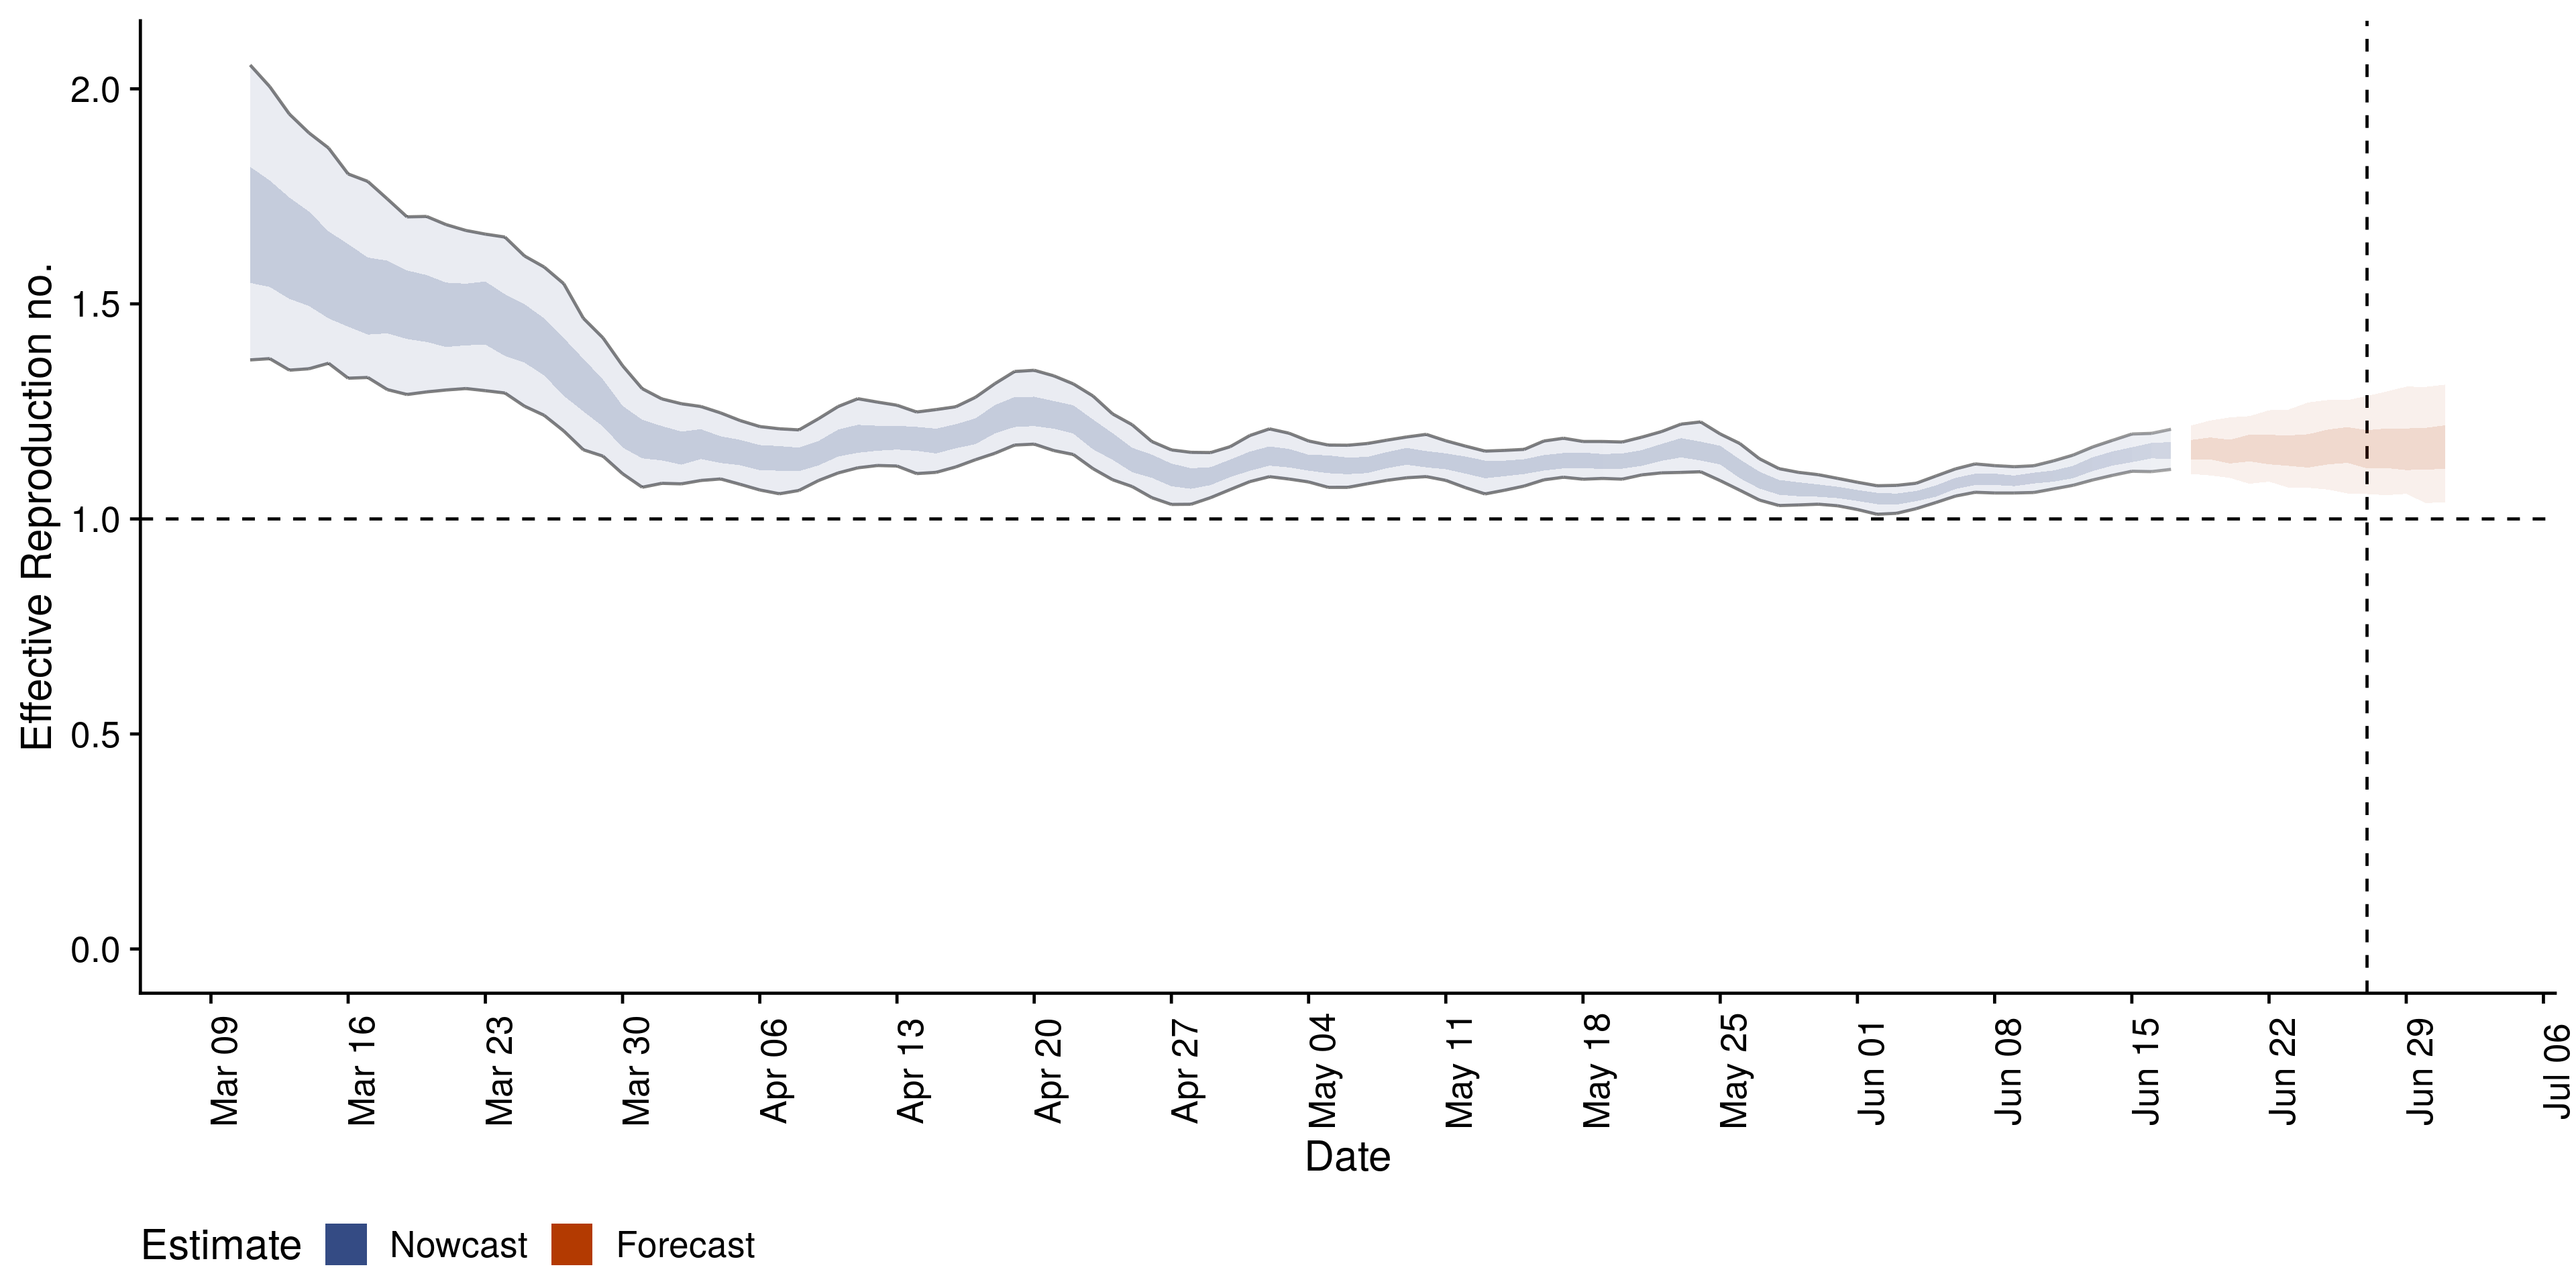 Effective Reproduction no.
2.0
1.5
1.0
0.5
0.0
Mar 09
Mar 16
Mar 23
Mar 30
Apr 06
Apr 13
Apr 20
Apr 27
May 04
May 11
May 18
May 25
Jun 01
Jun 08
Jun 15
Jun 22
Jun 29
Jul 06
Date
Estimate Nowcast Forecast